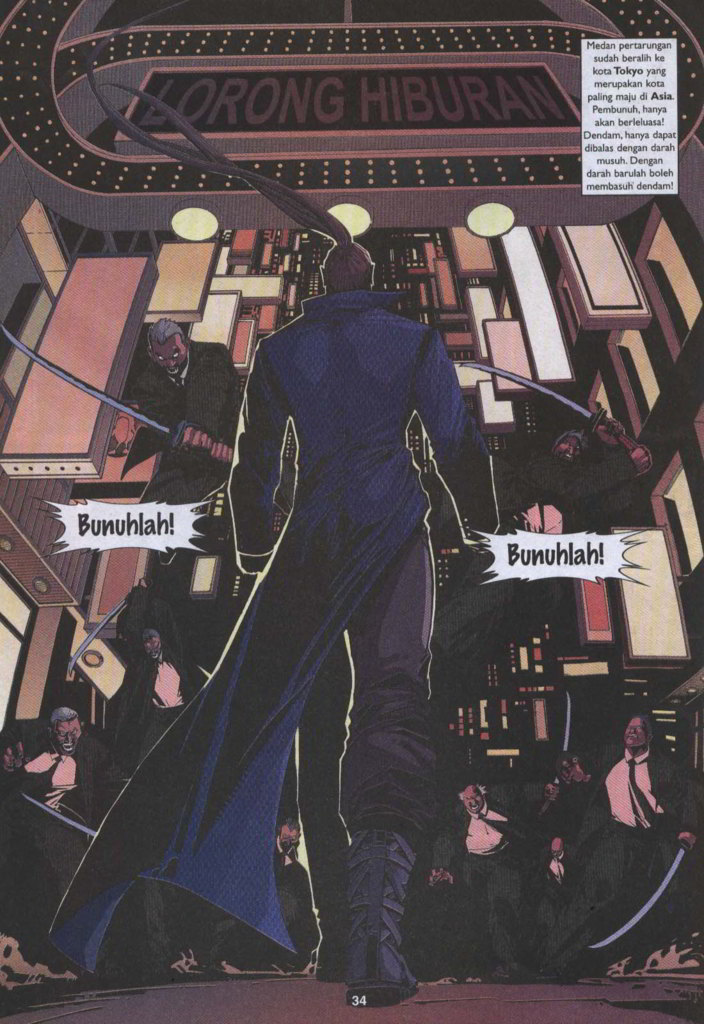 LORONG HIBURAN
Medan pertarungan
sudah beralih ke
kota Tokyo yang
merupakan kota
paling maju di Asia.
Pembunuh, hanya
akan berleluasa!
Dendam, hanya dapat
dibalas dengan darah
musuh. Dengan
darah barulah boleh
membasuh dendam!
Bunuhlah!
Bunuhlah!
34